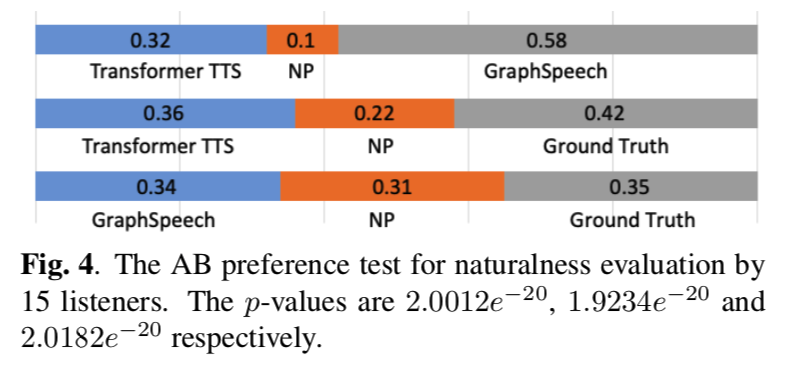 0.32 0.1 0.58
Transformer TTS NP GraphSpeech
0.36 0.22 0.42
Transformer TTS NP Ground Truth
0.34 0.31 0.35
GraphSpeech NP Ground Truth
Fig. 4. The AB preference test for naturalness evaluation by
15 listeners. The p-values are 2.0012e⁻²⁰, 1.9234e⁻²⁰ and
2.0182e⁻²⁰ respectively.